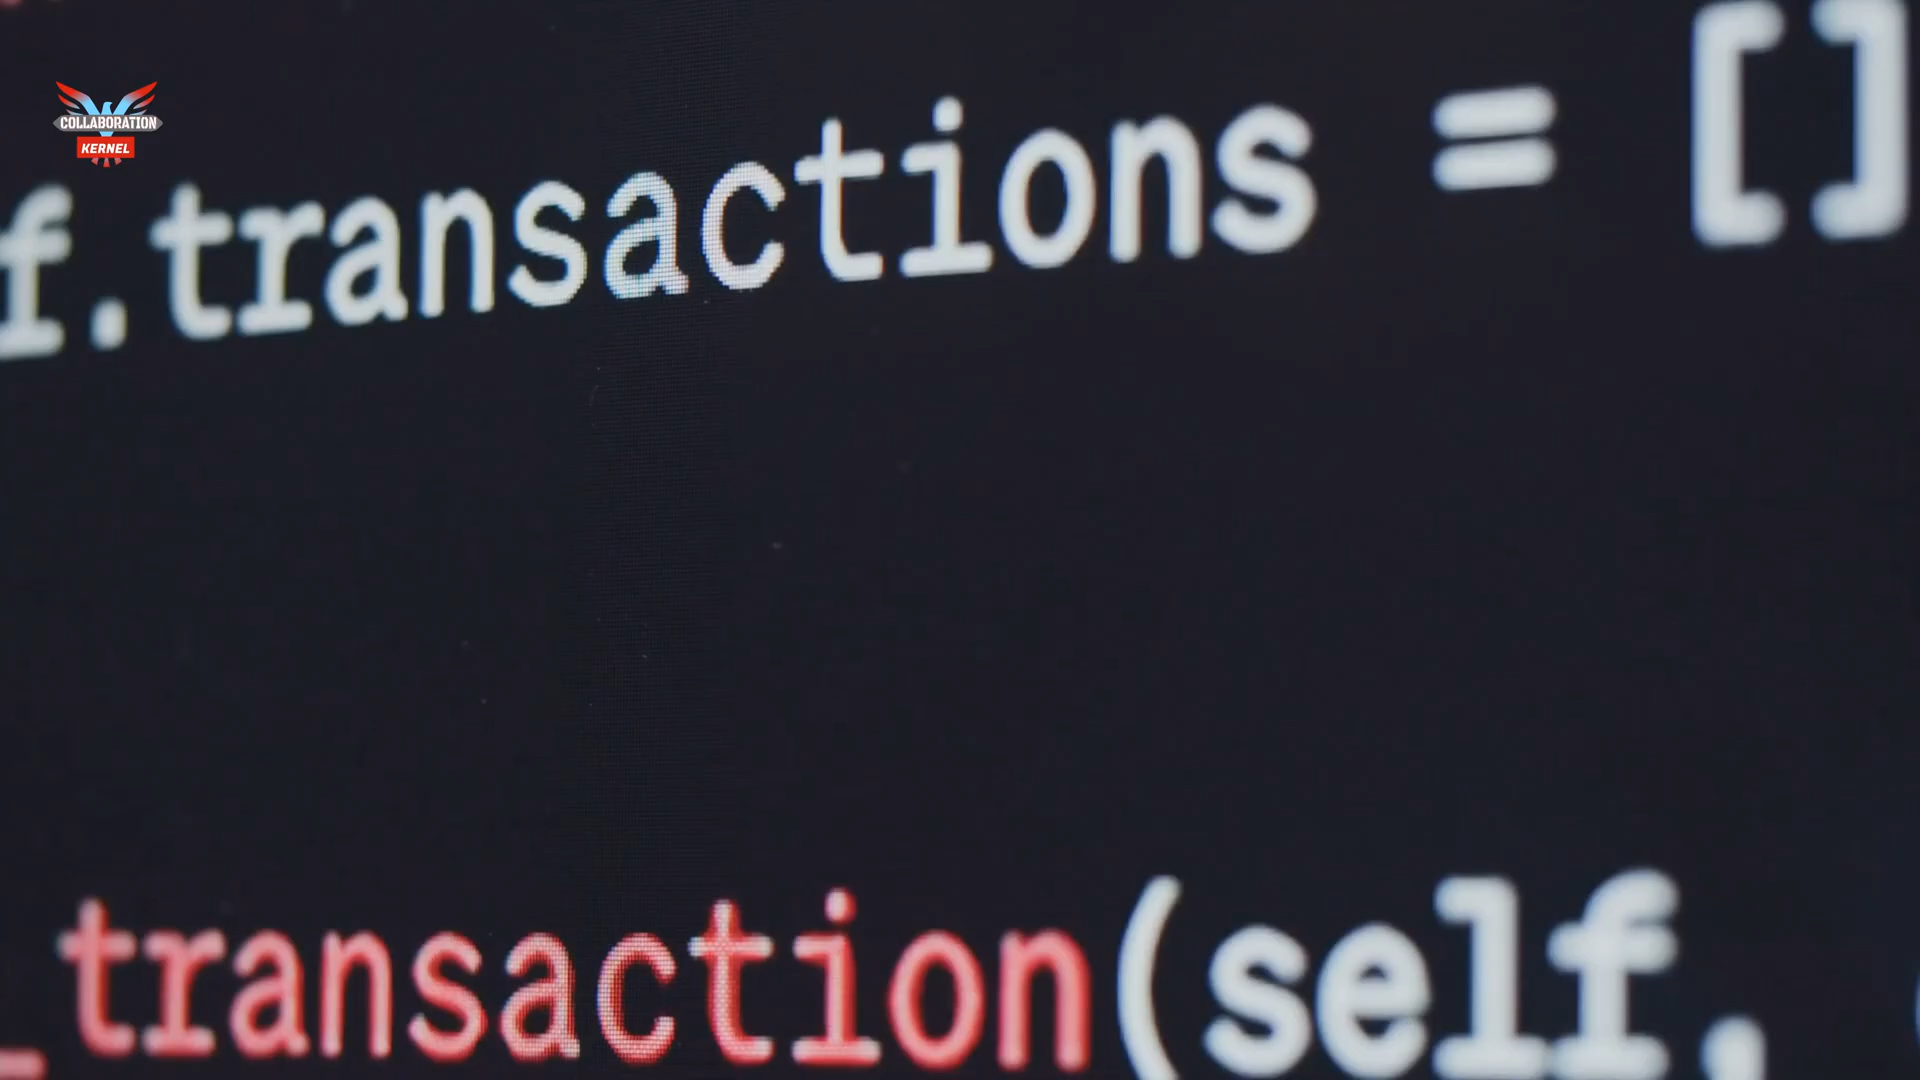 COLLABORATION
KERNEL
f.transactions = []
_transaction(self,